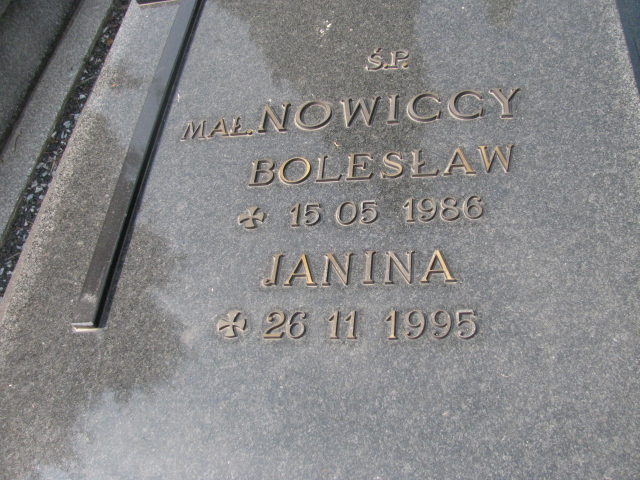 Ś.P.
MAŁ. NOWICCY
BOLESŁAW
✠ 15 05 1986
JANINA
✠ 26 11 1995